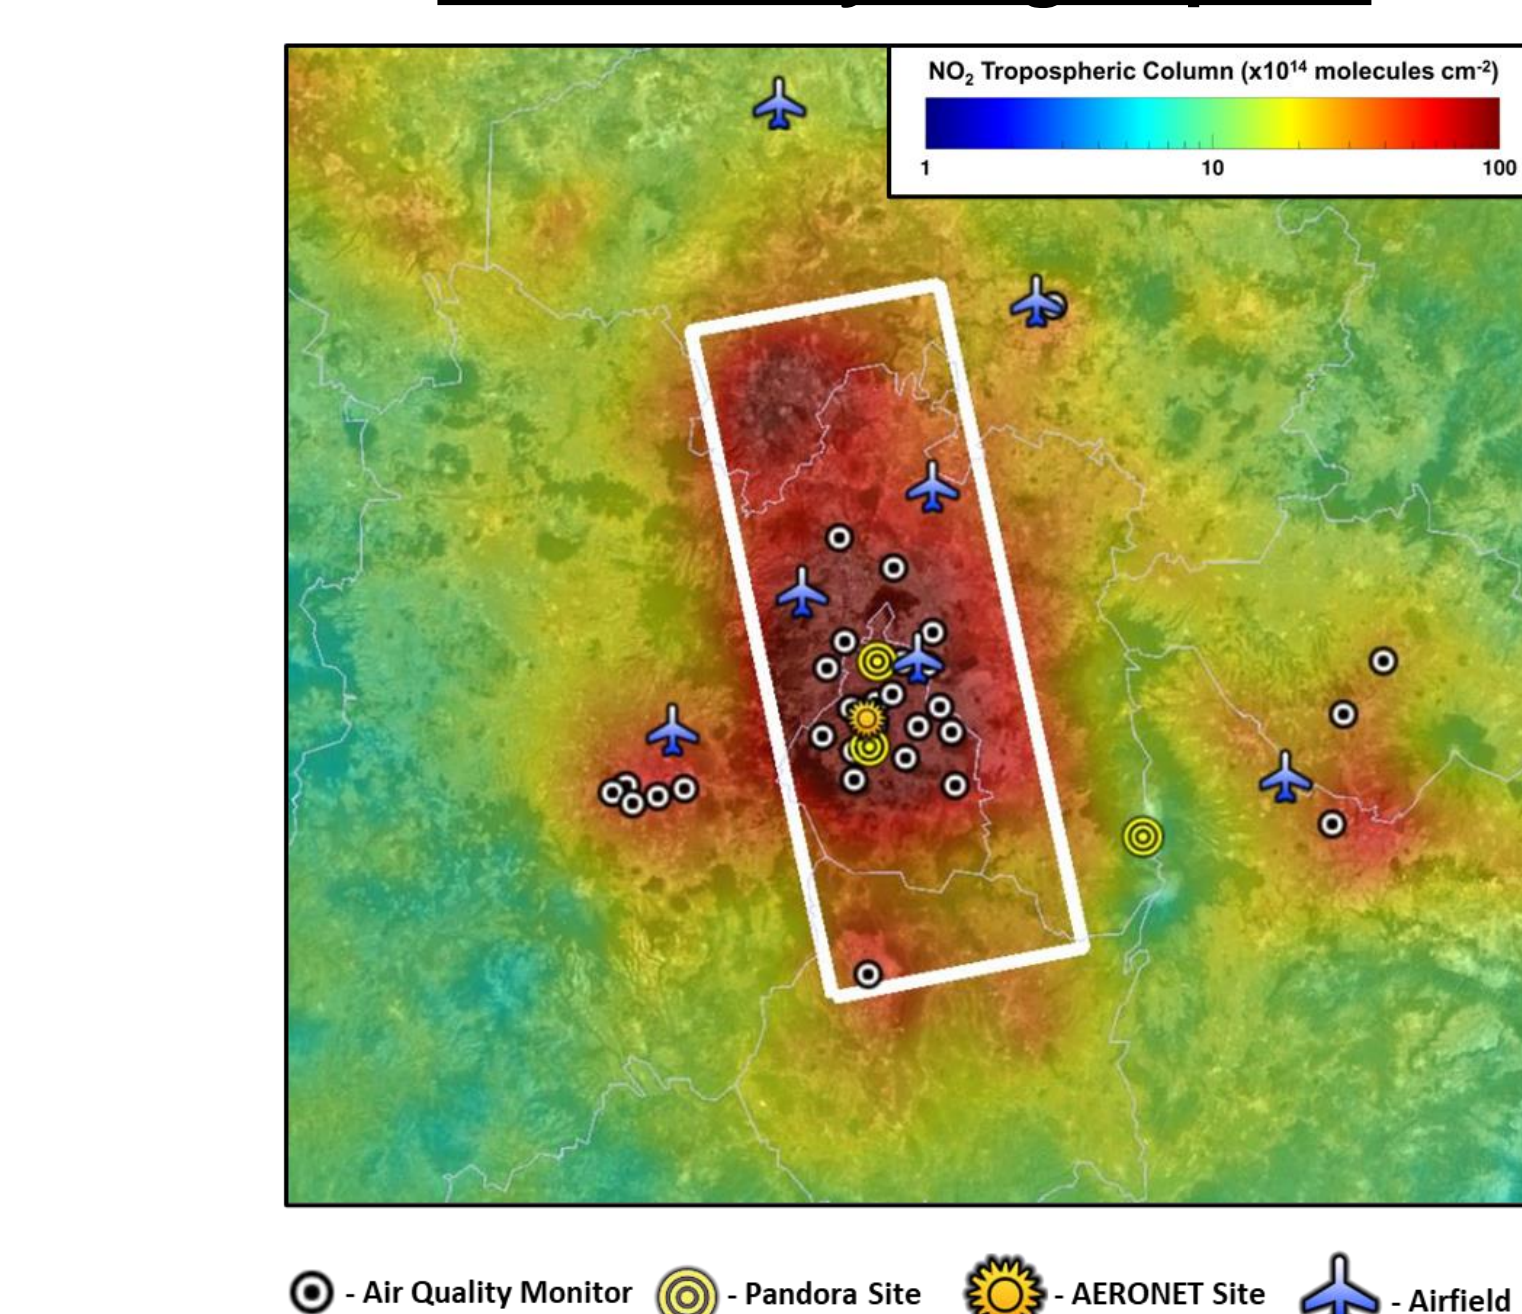 NO₂ Tropospheric Column (x10¹⁴ molecules cm⁻²)
1 10 100
- Air Quality Monitor - Pandora Site - AERONET Site - Airfield